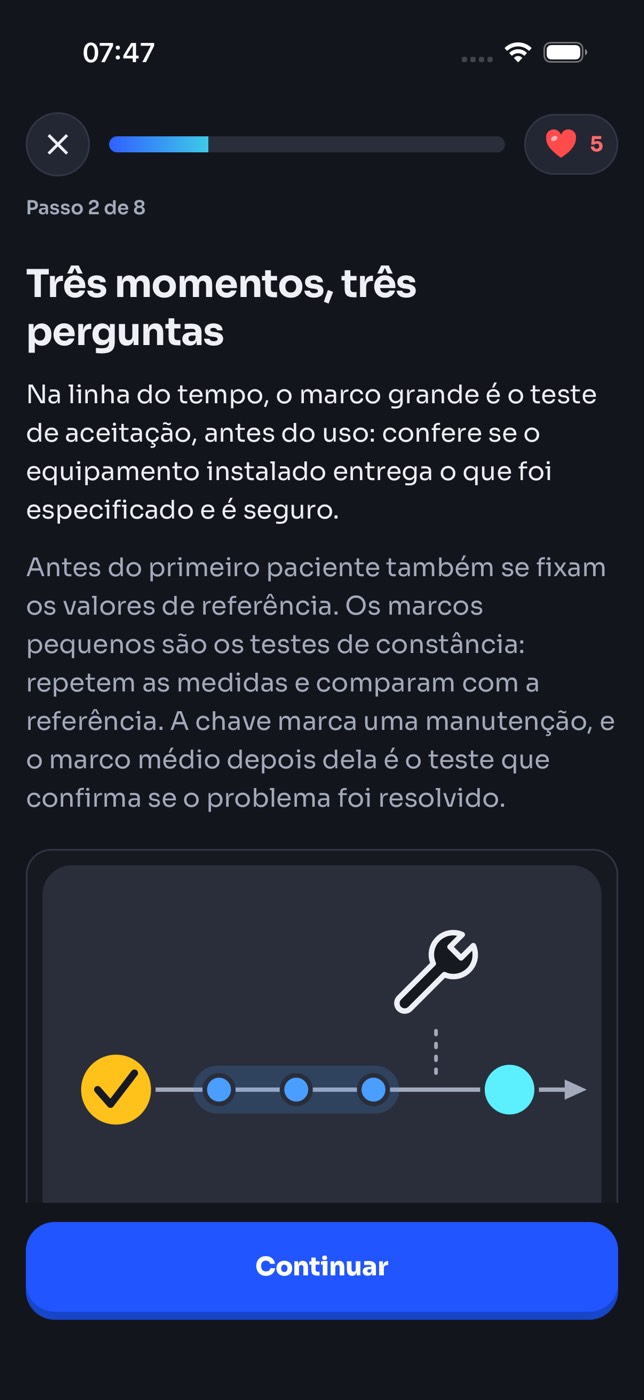 07:47
5
Passo 2 de 8
Três momentos, três
perguntas
Na linha do tempo, o marco grande é o teste
de aceitação, antes do uso: confere se o
equipamento instalado entrega o que foi
especificado e é seguro.
Antes do primeiro paciente também se fixam
os valores de referência. Os marcos
pequenos são os testes de constância:
repetem as medidas e comparam com a
referência. A chave marca uma manutenção, e
o marco médio depois dela é o teste que
confirma se o problema foi resolvido.
Continuar